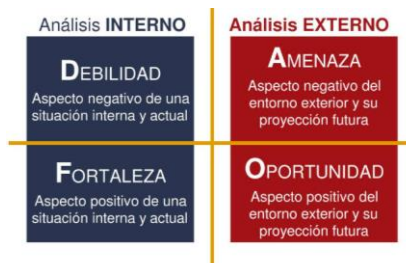 Análisis INTERNO
DEBILIDAD
Aspecto negativo de una
situación interna y actual
FORTALEZA
Aspecto positivo de una
situación interna y actual
Análisis EXTERNO
AMENAZA
Aspecto negativo del
entorno exterior y su
proyección futura
OPORTUNIDAD
Aspecto positivo del
entorno exterior y su
proyección futura